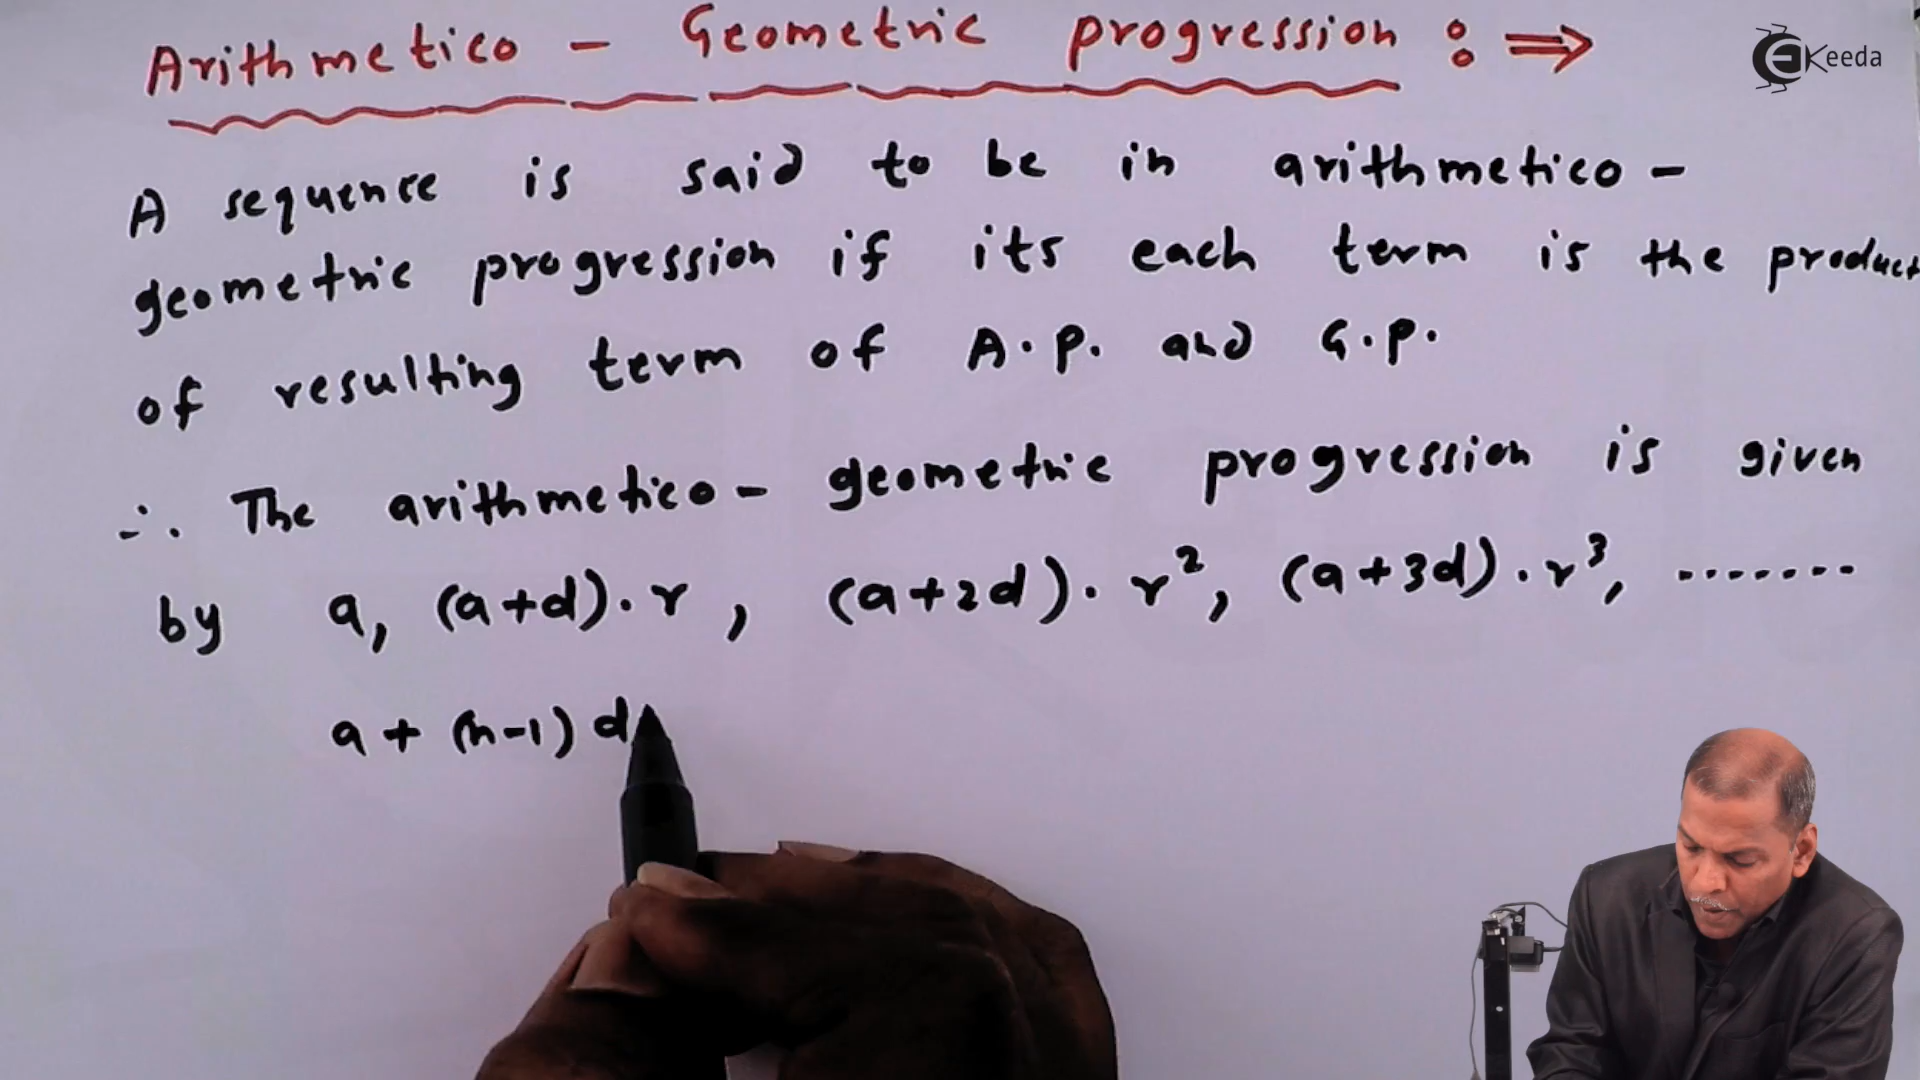 Arithmetico - Geometric progression : ⇒
Keeda
A sequence is said to be in arithmetico -
geometric progression if its each term is the product
of resulting term of A.P. and G.P.
∴ The arithmetico - geometric progression is given
by a, (a+d)·r, (a+2d)·r², (a+3d)·r³, .......
a + (n-1) d